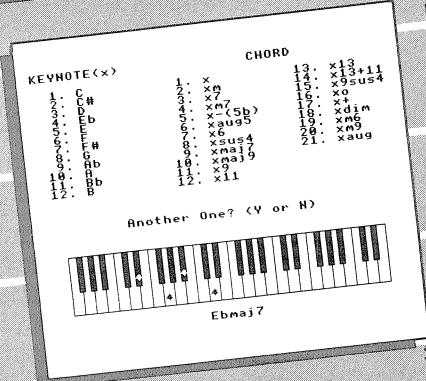 KEYNOTE(x)
1. C
2. C#
3. D
4. Eb
5. E
6. F
7. F#
8. G
9. Ab
10. A
11. Bb
12. B
CHORD
1. x
2. xm
3. x7
4. xm7
5. x-(5b)
6. xaug5
7. x6
8. xsus4
9. xmaj7
10. xmaj9
11. x9
12. x11
13. x13
14. x13+11
15. x9sus4
16. xo
17. x+
18. xdim
19. xm6
20. xm9
21. xaug
Another One? (Y or N)
Ebmaj7